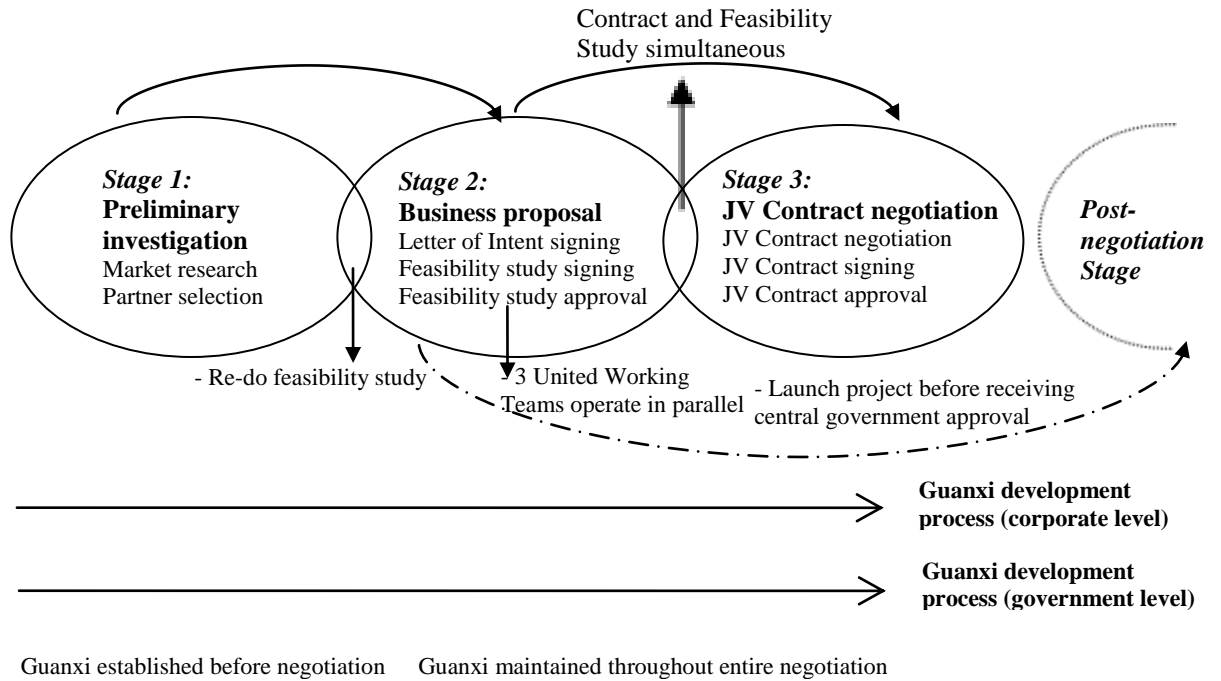 Contract and Feasibility
Study simultaneous
Stage 1:
Preliminary
investigation
Market research
Partner selection
Stage 2:
Business proposal
Letter of Intent signing
Feasibility study signing
Feasibility study approval
Stage 3:
JV Contract negotiation
JV Contract negotiation
JV Contract signing
JV Contract approval
Post-
negotiation
Stage
- Re-do feasibility study
- 3 United Working
Teams operate in parallel
- Launch project before receiving
central government approval
Guanxi development
process (corporate level)
Guanxi development
process (government level)
Guanxi established before negotiation
Guanxi maintained throughout entire negotiation